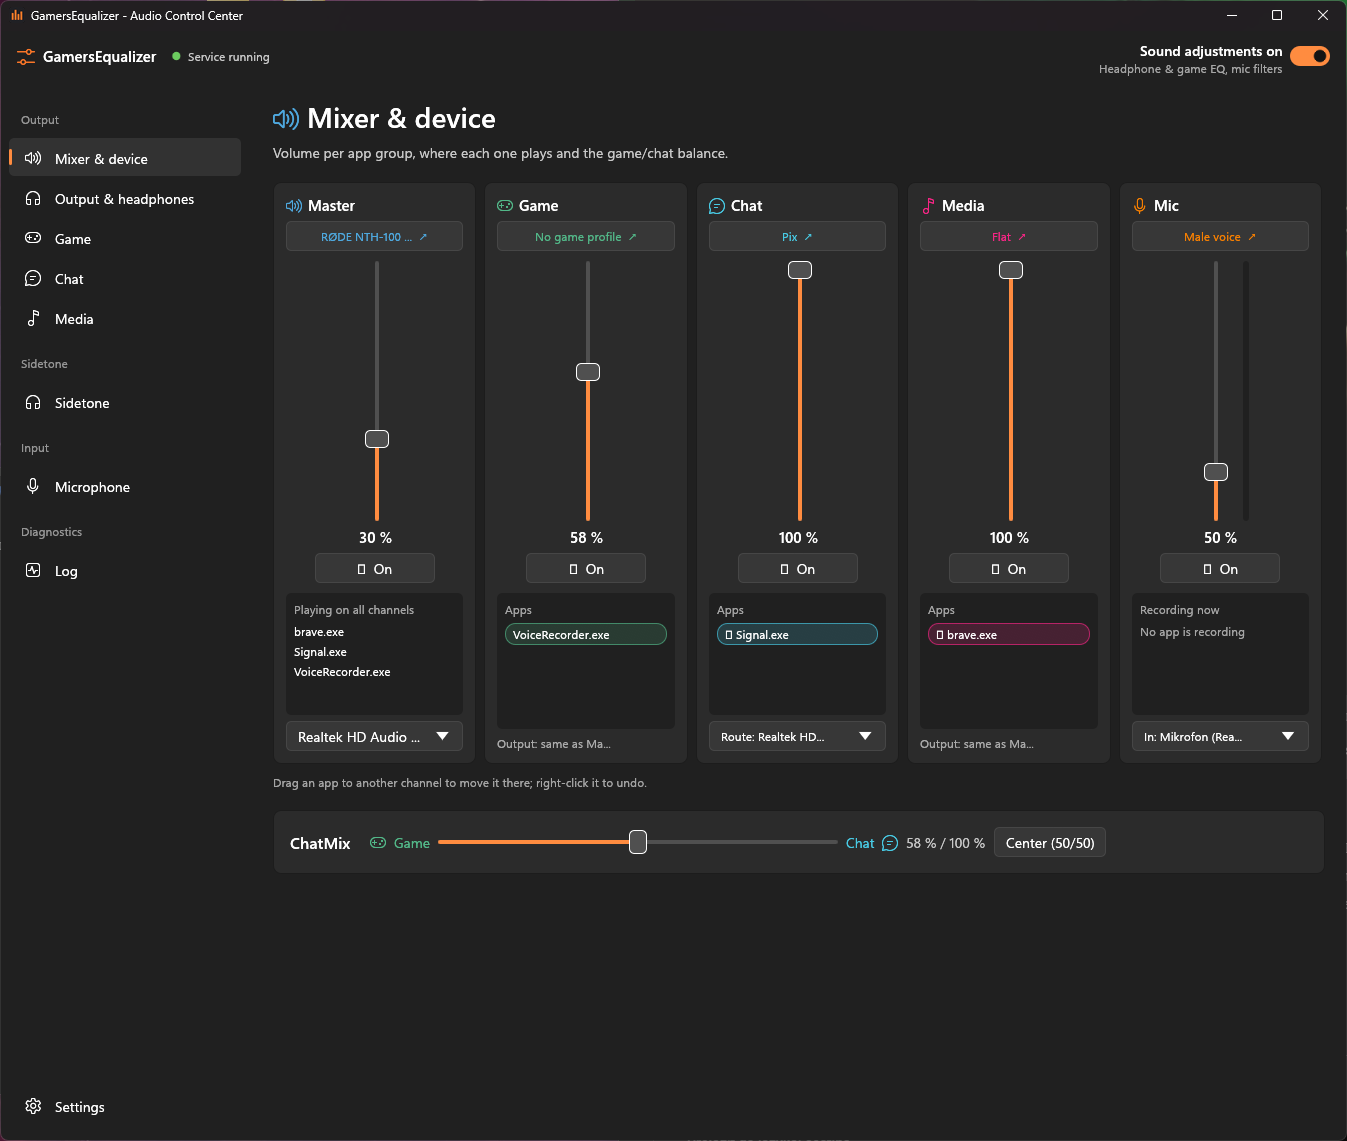 GamersEqualizer - Audio Control Center
GamersEqualizer
Service running
Sound adjustments on
Headphone & game EQ, mic filters
Output
Mixer & device
Output & headphones
Game
Chat
Media
Sidetone
Sidetone
Input
Microphone
Diagnostics
Log
Settings
Mixer & device
Volume per app group, where each one plays and the game/chat balance.
Master
RØDE NTH-100 ... ↗
30 %
On
Playing on all channels
brave.exe
Signal.exe
VoiceRecorder.exe
Realtek HD Audio ...
Game
No game profile ↗
58 %
On
Apps
VoiceRecorder.exe
Output: same as Ma...
Chat
Pix ↗
100 %
On
Apps
Signal.exe
Route: Realtek HD...
Media
Flat ↗
100 %
On
Apps
brave.exe
Output: same as Ma...
Mic
Male voice ↗
50 %
On
Recording now
No app is recording
In: Mikrofon (Rea...
Drag an app to another channel to move it there; right-click it to undo.
ChatMix
Game
Chat
58 % / 100 %
Center (50/50)